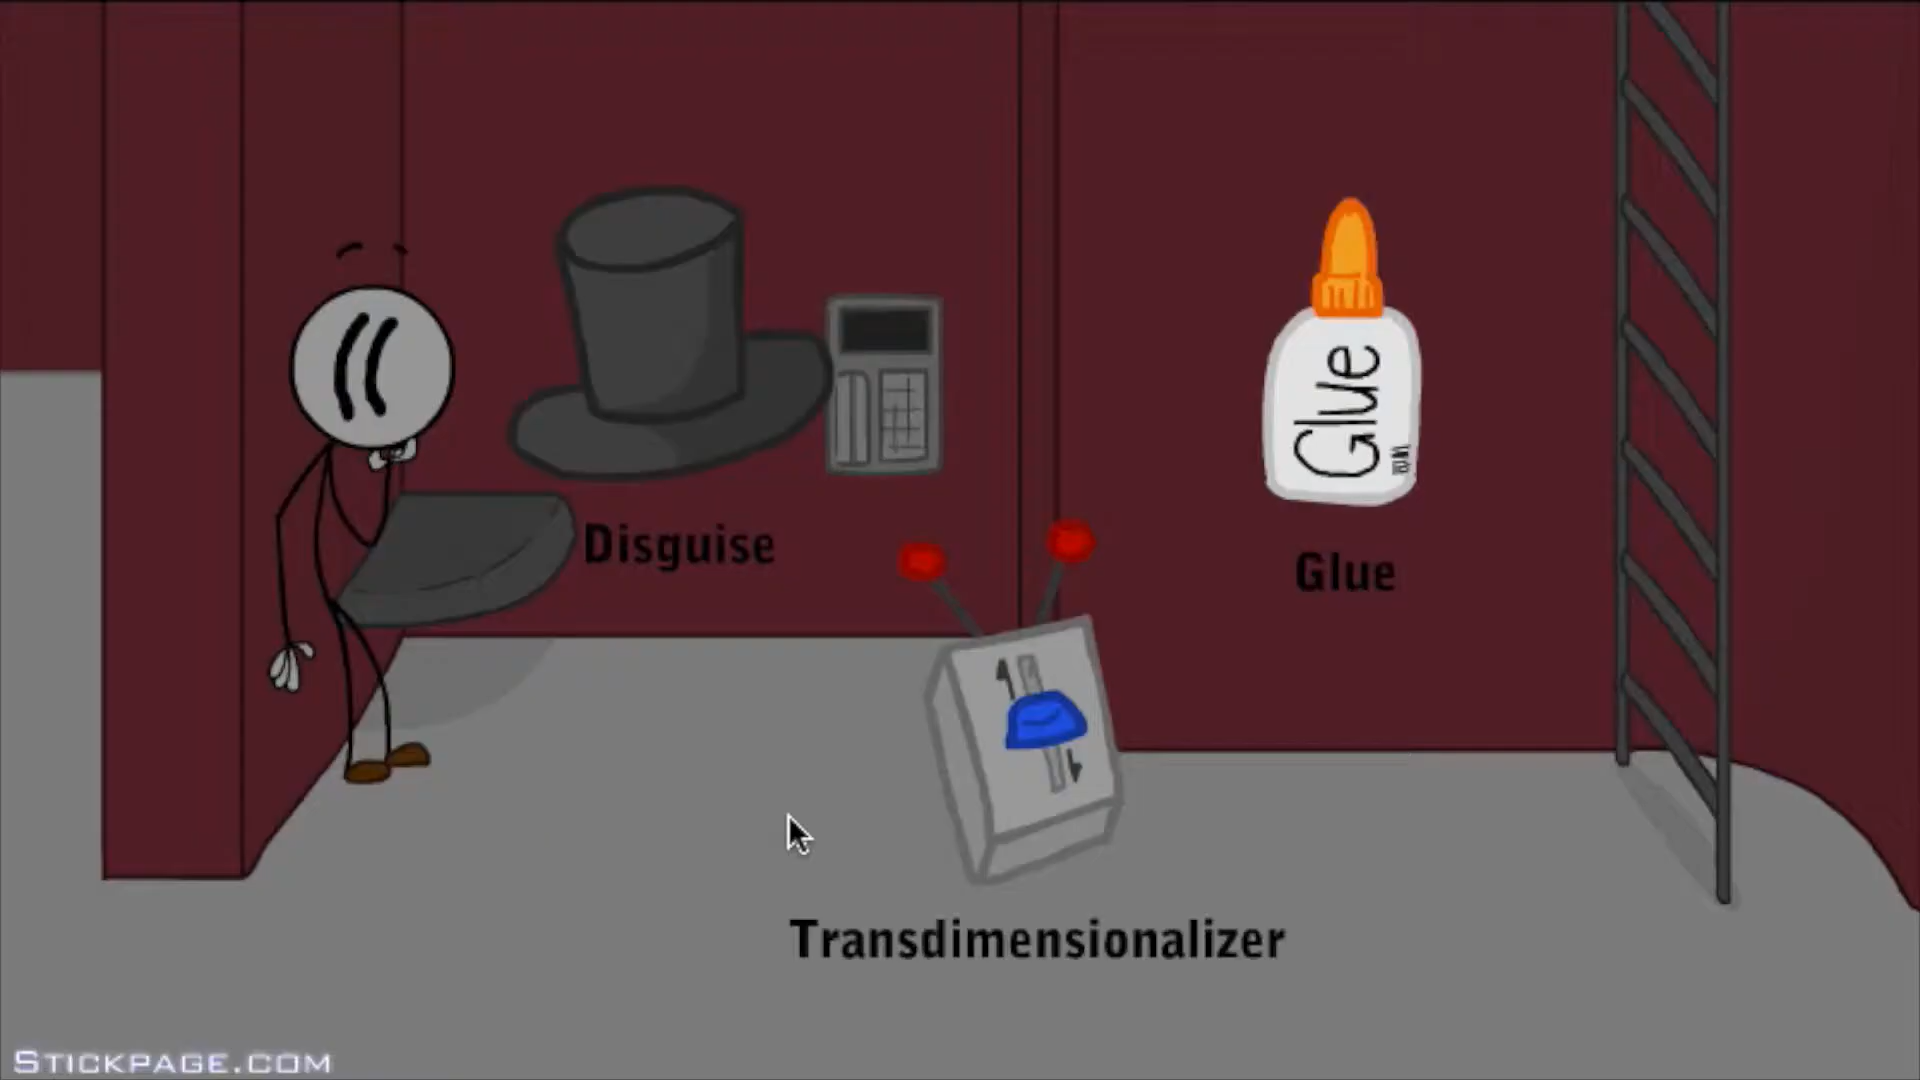 Disguise
Glue
Glue
Transdimensionalizer
STICKPAGE.COM